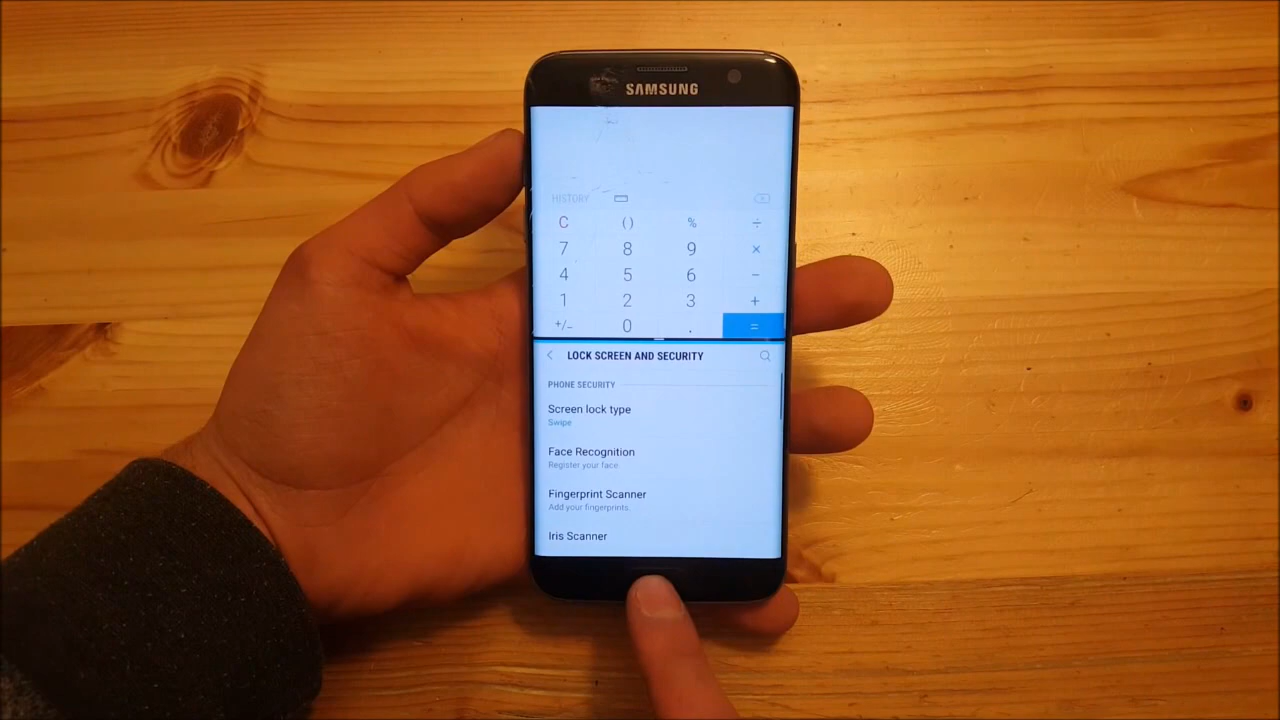 SAMSUNG
HISTORY
C () % ÷
7 8 9 ×
4 5 6 −
1 2 3 +
+/− 0 . =
LOCK SCREEN AND SECURITY
PHONE SECURITY
Screen lock type
Swipe
Face Recognition
Register your face
Fingerprint Scanner
Add your fingerprints.
Iris Scanner